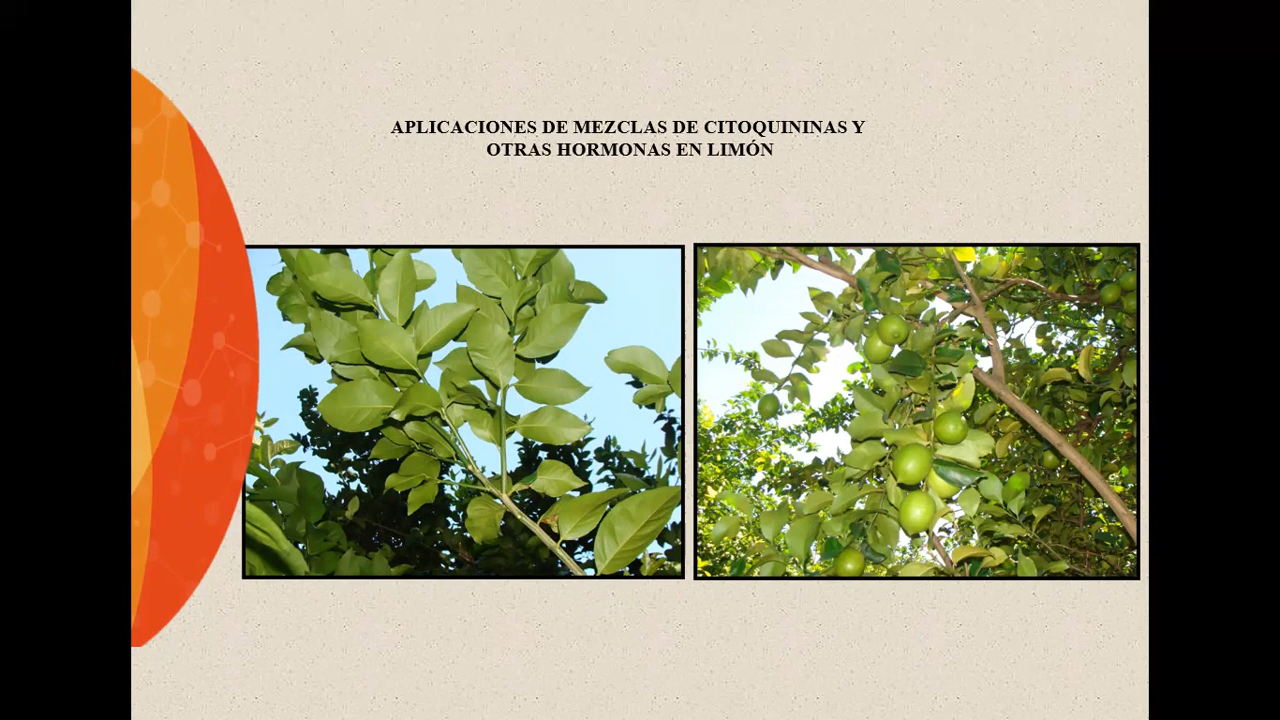 APLICACIONES DE MEZCLAS DE CITOQUININAS Y
OTRAS HORMONAS EN LIMÓN